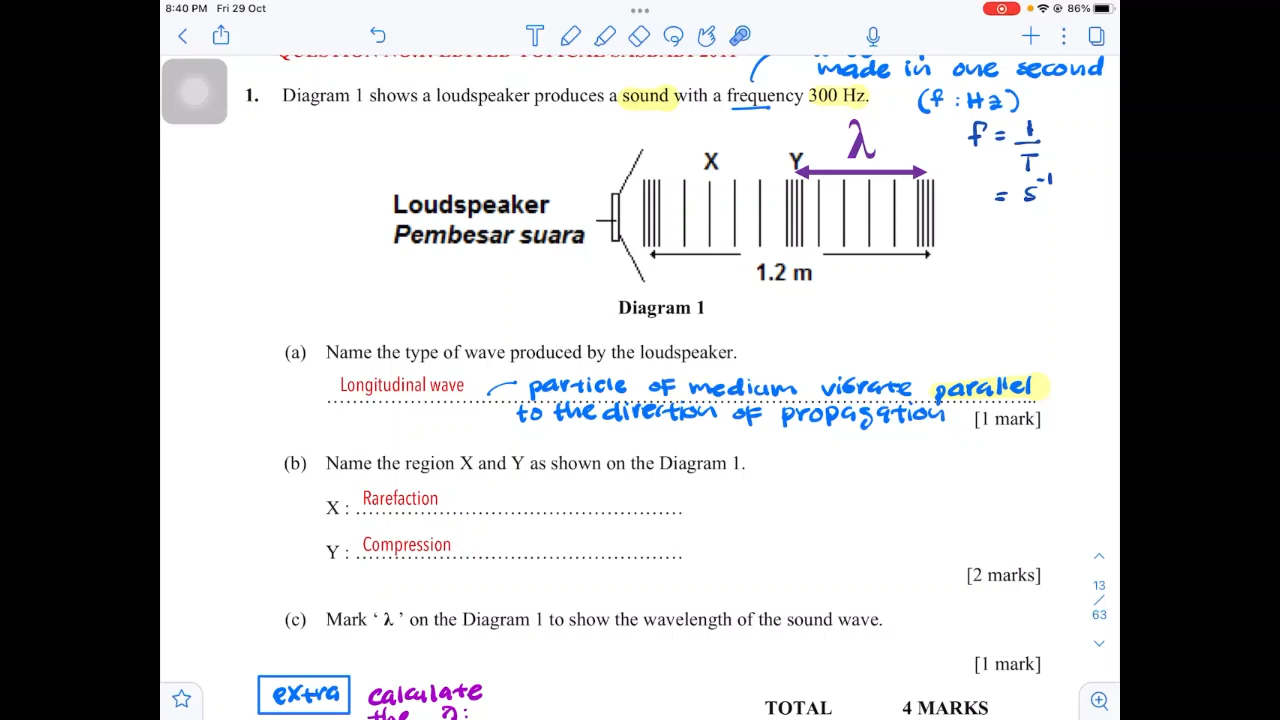 8:40 PM Fri 29 Oct
86%
made in one second
1. Diagram 1 shows a loudspeaker produces a sound with a frequency 300 Hz.
(f : Hz)
f = 1/T
= s⁻¹
X Y λ
Loudspeaker
Pembesar suara
1.2 m
Diagram 1
(a) Name the type of wave produced by the loudspeaker.
Longitudinal wave particle of medium vibrate parallel
to the direction of propagation
[1 mark]
(b) Name the region X and Y as shown on the Diagram 1.
X : Rarefaction
Y : Compression
[2 marks]
13
/
63
(c) Mark ‘ λ ’ on the Diagram 1 to show the wavelength of the sound wave.
[1 mark]
extra calculate
the λ:
TOTAL 4 MARKS